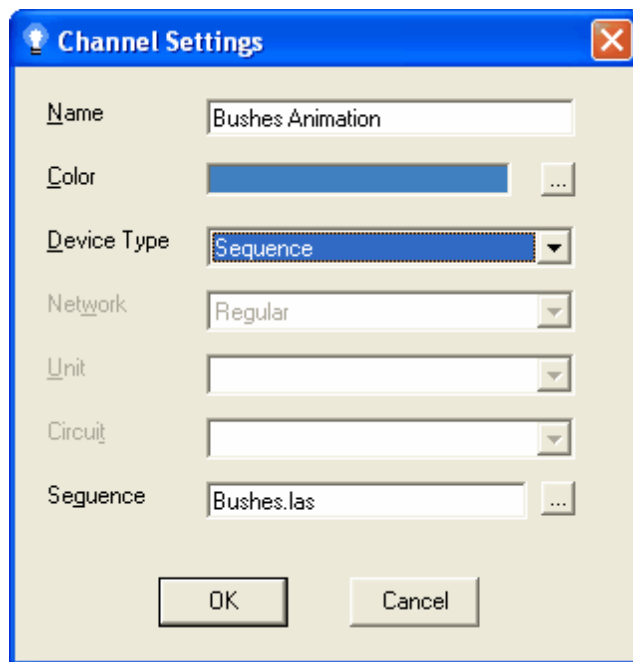 Channel Settings
Name Bushes Animation
Color ...
Device Type Sequence
Network Regular
Unit
Circuit
Sequence Bushes.las ...
OK Cancel